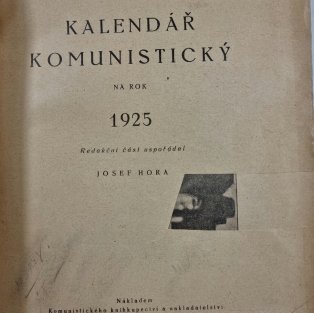 KALENDÁŘ
KOMUNISTICKÝ
NA ROK
1925
Redakční část uspořádal
JOSEF HORA
Nákladem
Komunistického knihkupectví a nakladatelství